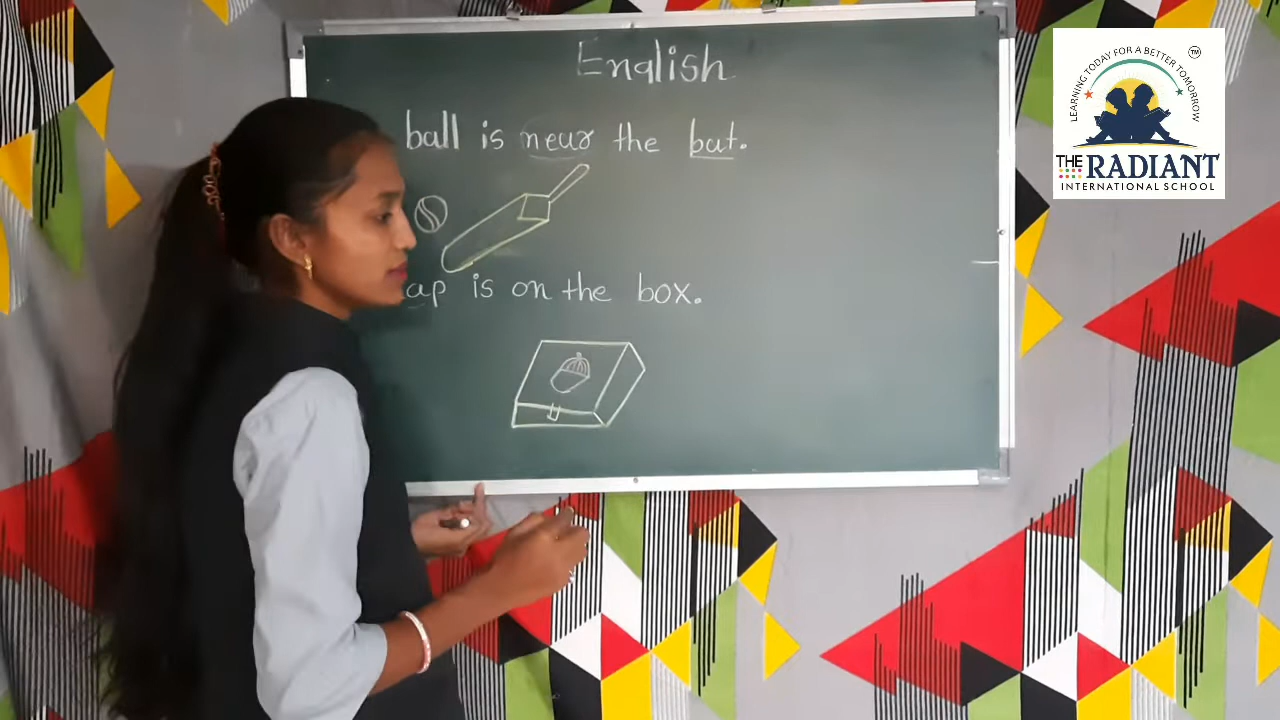 English
ball is near the bat.
ap is on the box.
LEARNING TODAY FOR A BETTER TOMORROW
TM
THE RADIANT
INTERNATIONAL SCHOOL